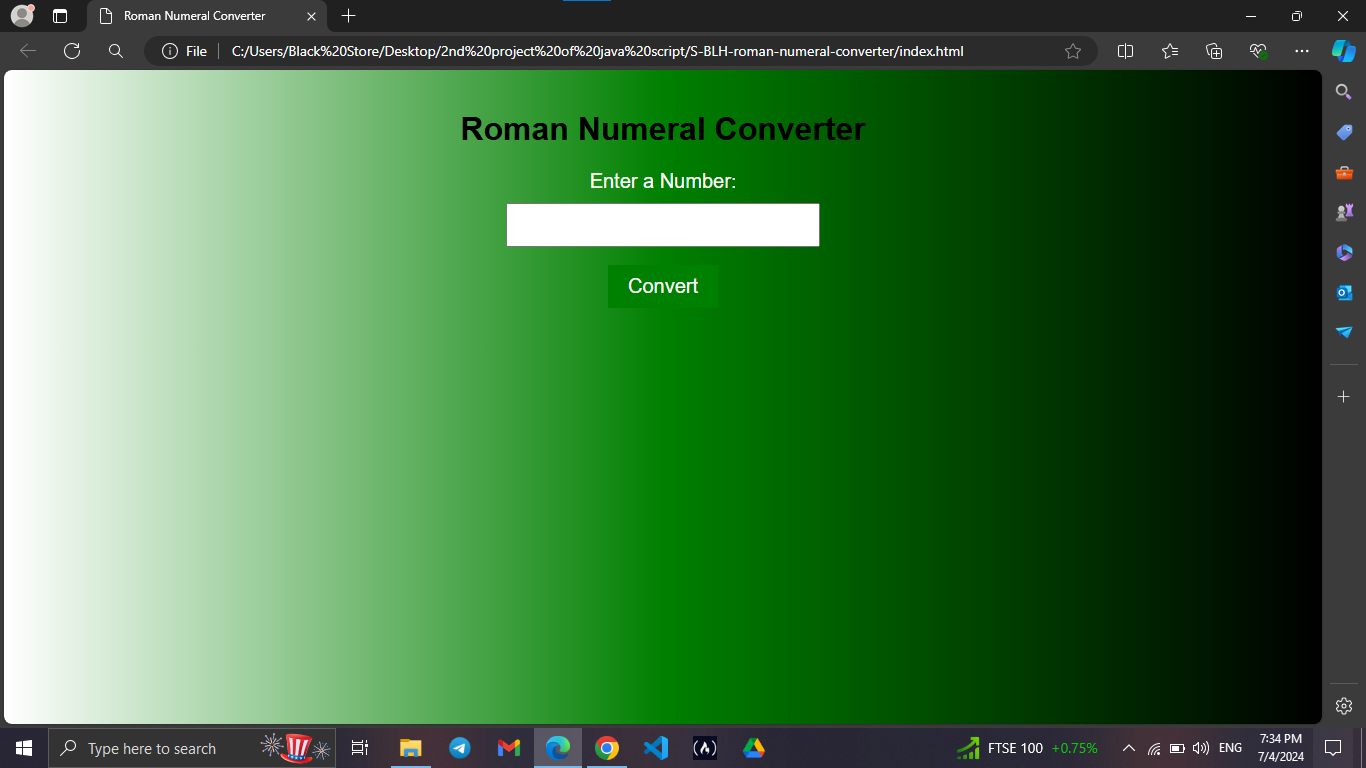 Roman Numeral Converter
File
C:/Users/Black%20Store/Desktop/2nd%20project%20of%20java%20script/S-BLH-roman-numeral-converter/index.html
Roman Numeral Converter
Enter a Number:
Convert
Type here to search
FTSE 100 +0.75%
ENG
7:34 PM
7/4/2024